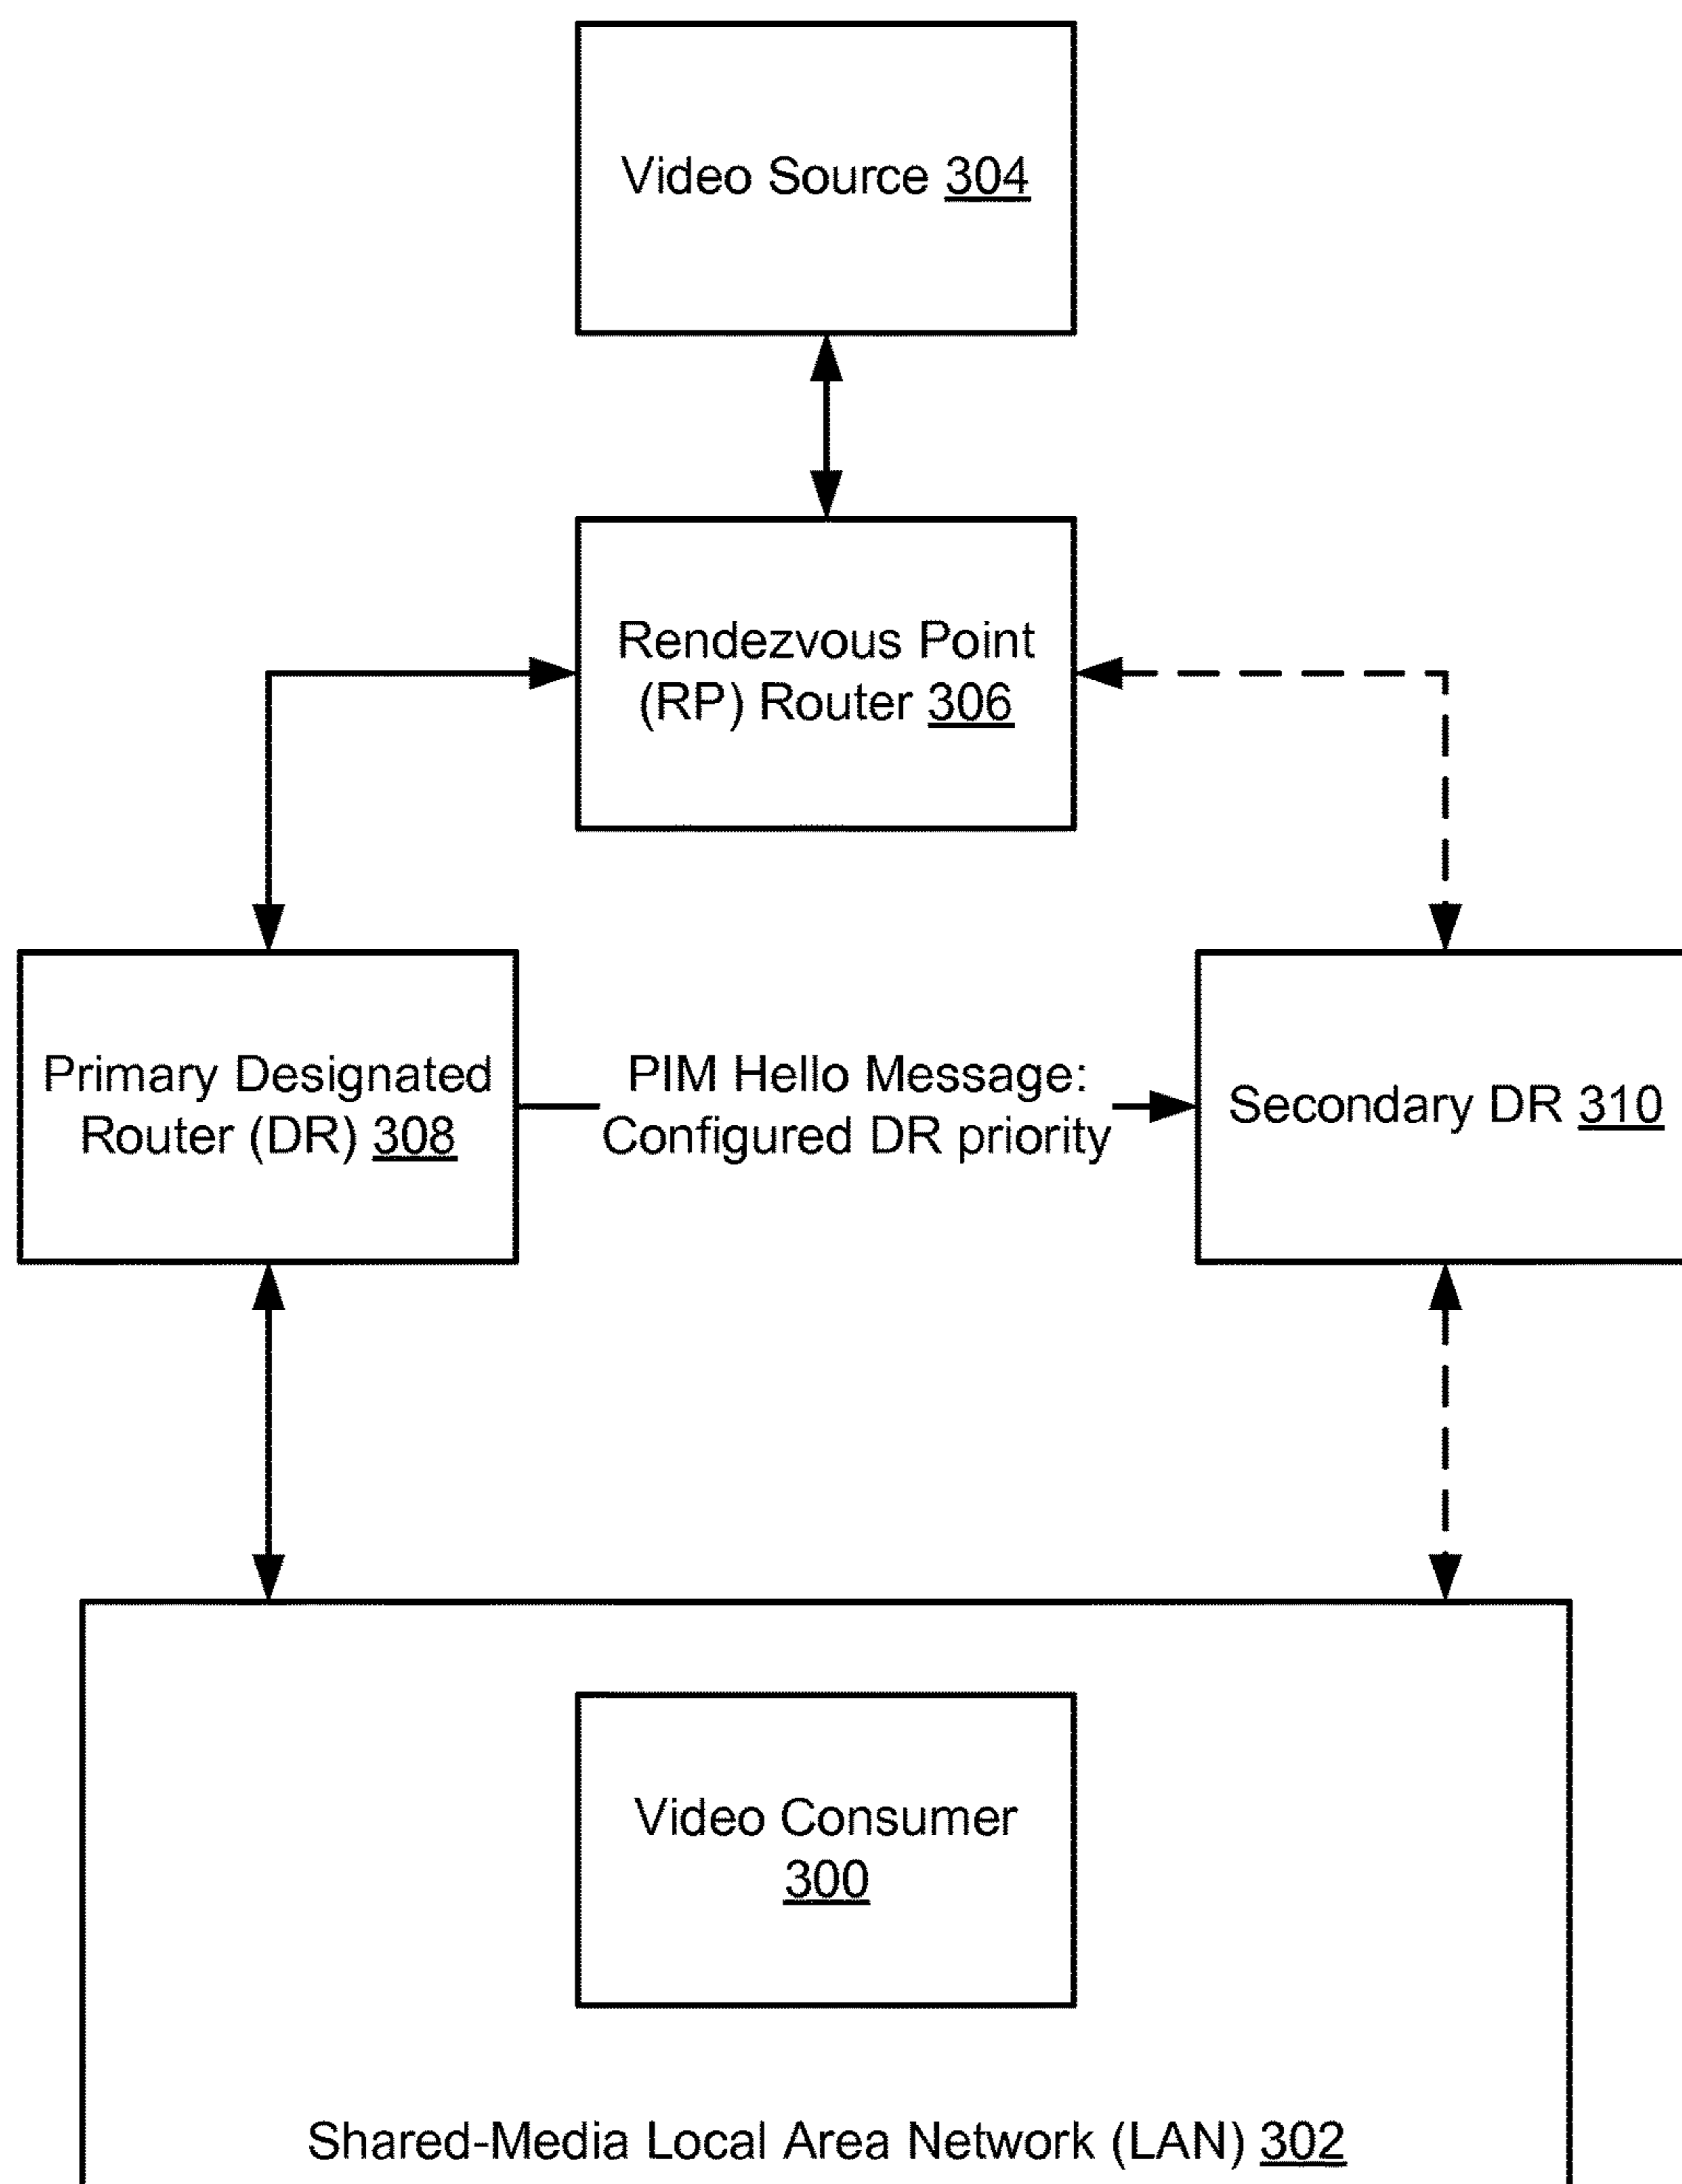 Video Source 304
Rendezvous Point
(RP) Router 306
Primary Designated
Router (DR) 308
PIM Hello Message:
Configured DR priority
Secondary DR 310
Video Consumer
300
Shared-Media Local Area Network (LAN) 302